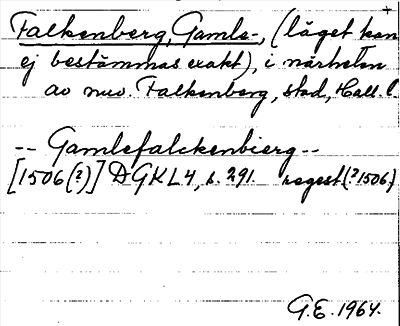 +
Falkenberg, Gamle-, (läget kan
ej bestämmas exakt), i närheten
av nuv. Falkenberg, stad, Hall. l.
-- Gamlefalckenbierg --
[1506(?)] DGKL 4, s. 291. regest (?1506)
G.E. 1964.